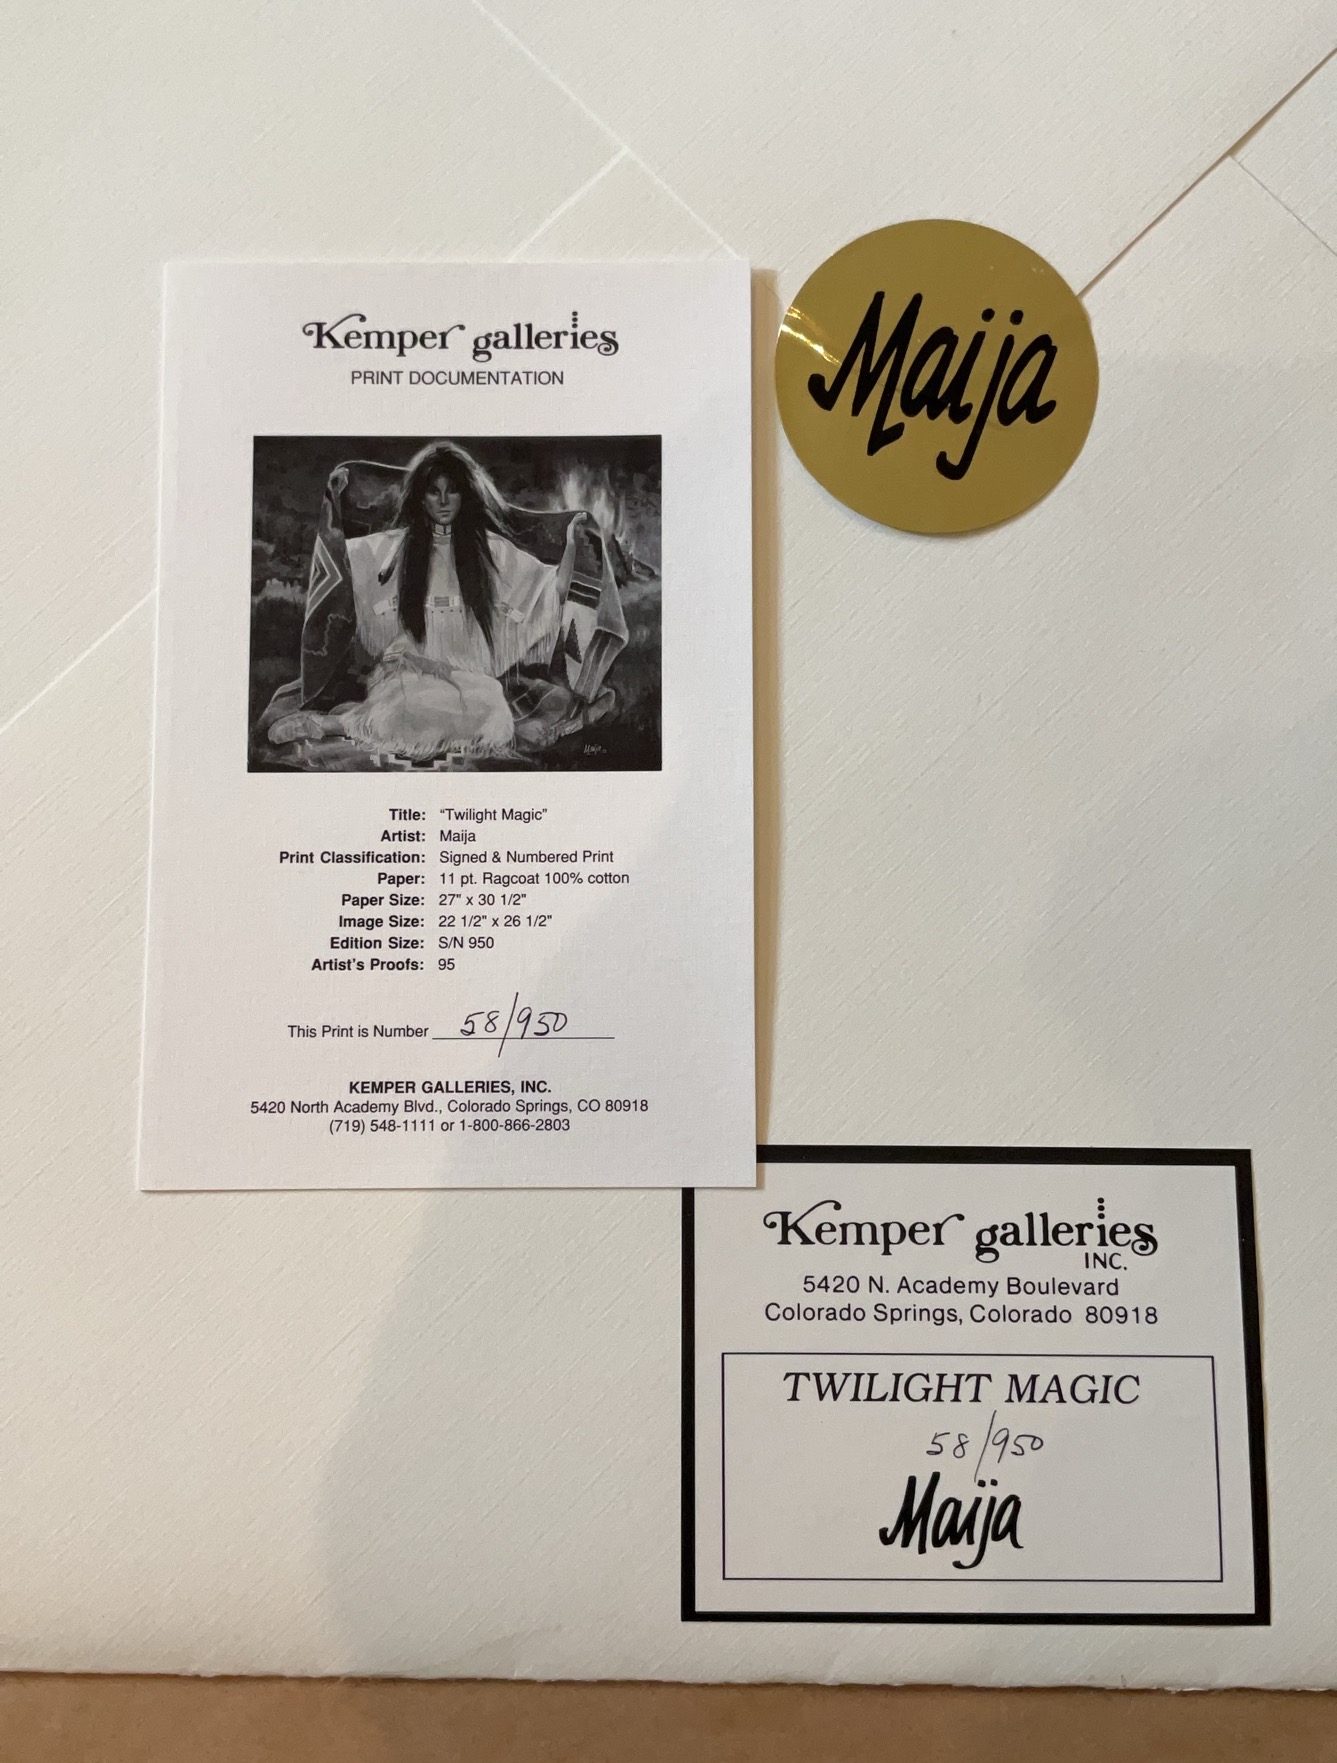 Kemper galleries
PRINT DOCUMENTATION
Maija
Title: "Twilight Magic"
Artist: Maija
Print Classification: Signed & Numbered Print
Paper: 11 pt. Ragcoat 100% cotton
Paper Size: 27" x 30 1/2"
Image Size: 22 1/2" x 26 1/2"
Edition Size: S/N 950
Artist's Proofs: 95
This Print is Number 58/950
KEMPER GALLERIES, INC.
5420 North Academy Blvd., Colorado Springs, CO 80918
(719) 548-1111 or 1-800-866-2803
Maija
Kemper galleries
INC.
5420 N. Academy Boulevard
Colorado Springs, Colorado 80918
TWILIGHT MAGIC
58/950
Maija